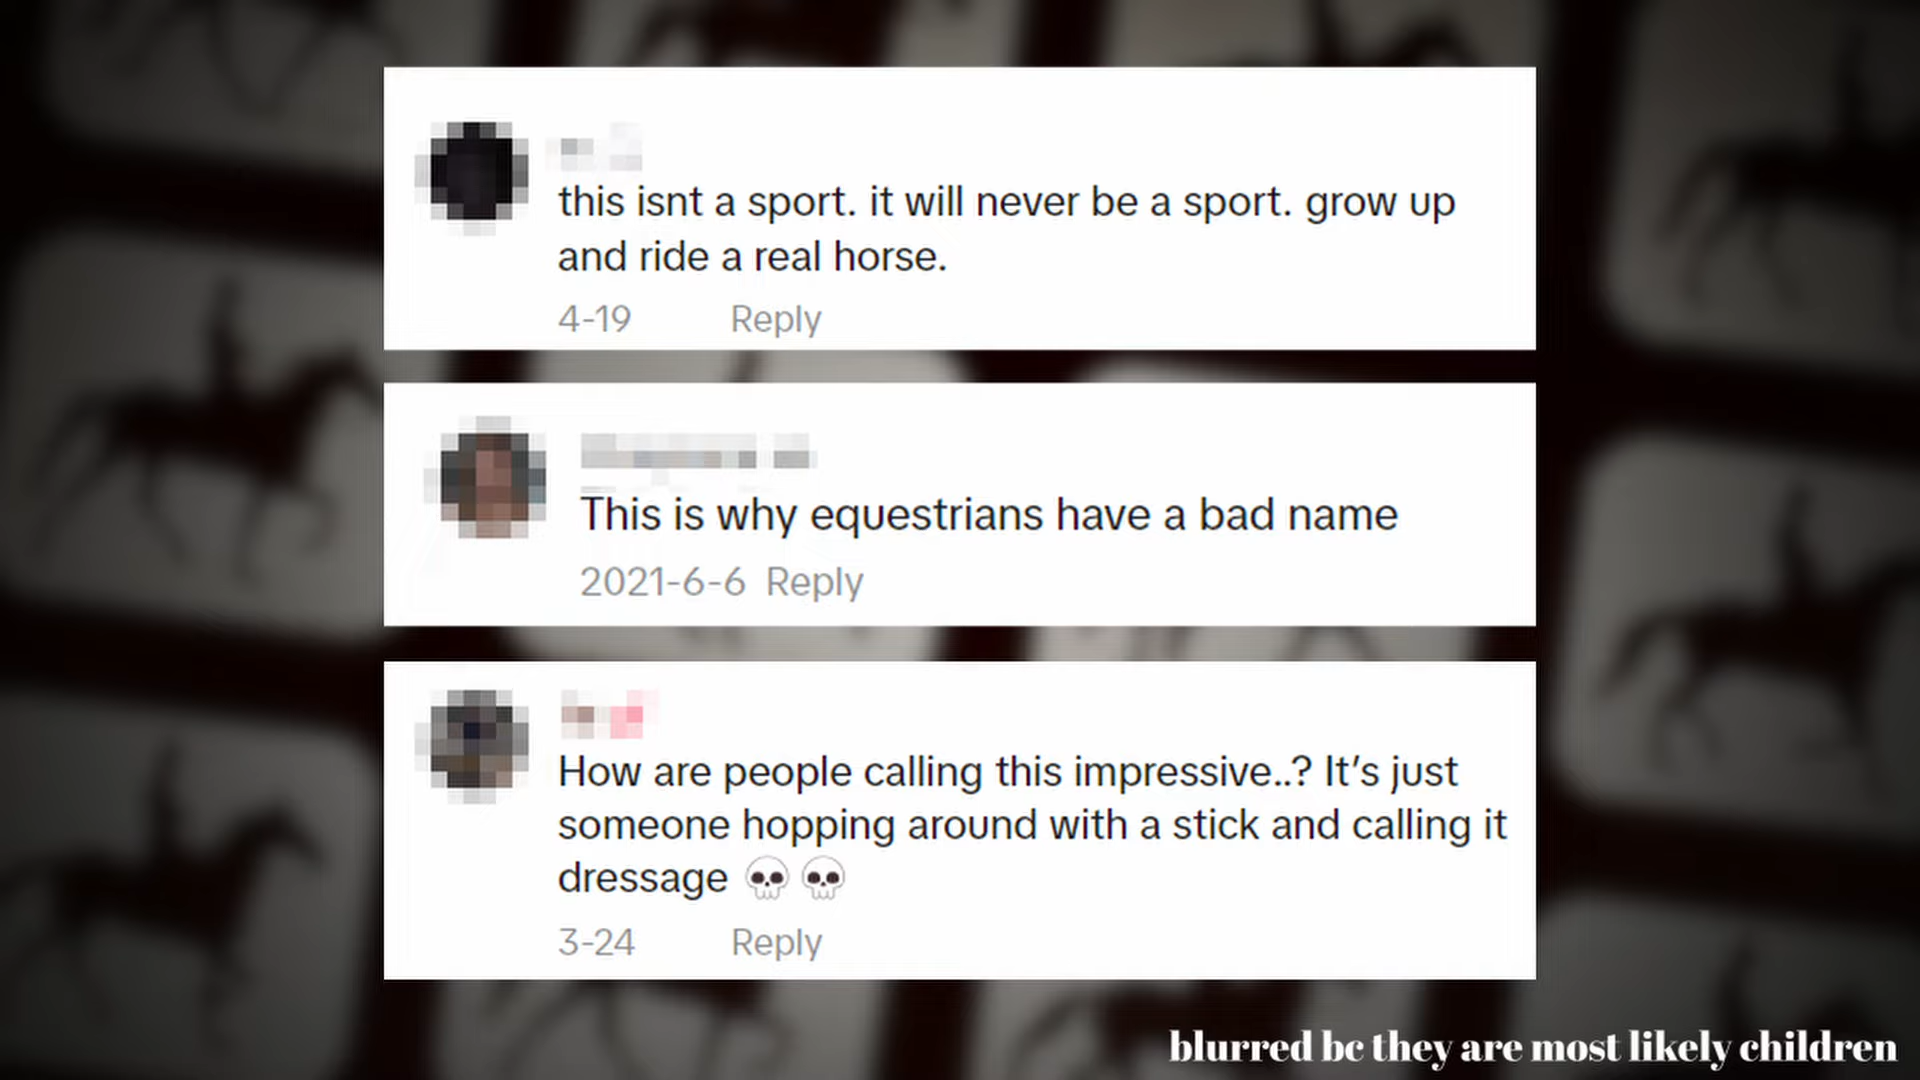 this isnt a sport. it will never be a sport. grow up
and ride a real horse.
4-19 Reply
This is why equestrians have a bad name
2021-6-6 Reply
How are people calling this impressive..? It’s just
someone hopping around with a stick and calling it
dressage 💀 💀
3-24 Reply
blurred bc they are most likely children